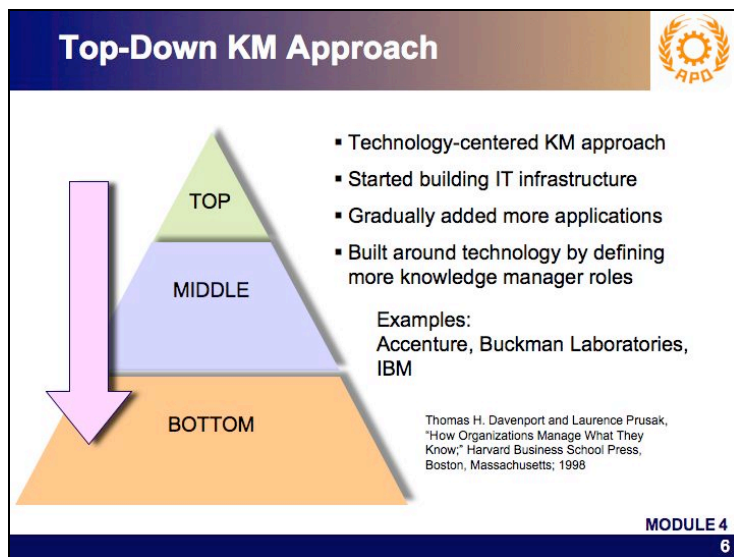 Top-Down KM Approach
APO
TOP
MIDDLE
BOTTOM
▪ Technology-centered KM approach
▪ Started building IT infrastructure
▪ Gradually added more applications
▪ Built around technology by defining
more knowledge manager roles
Examples:
Accenture, Buckman Laboratories,
IBM
Thomas H. Davenport and Laurence Prusak,
“How Organizations Manage What They
Know;” Harvard Business School Press,
Boston, Massachusetts; 1998
MODULE 4
6